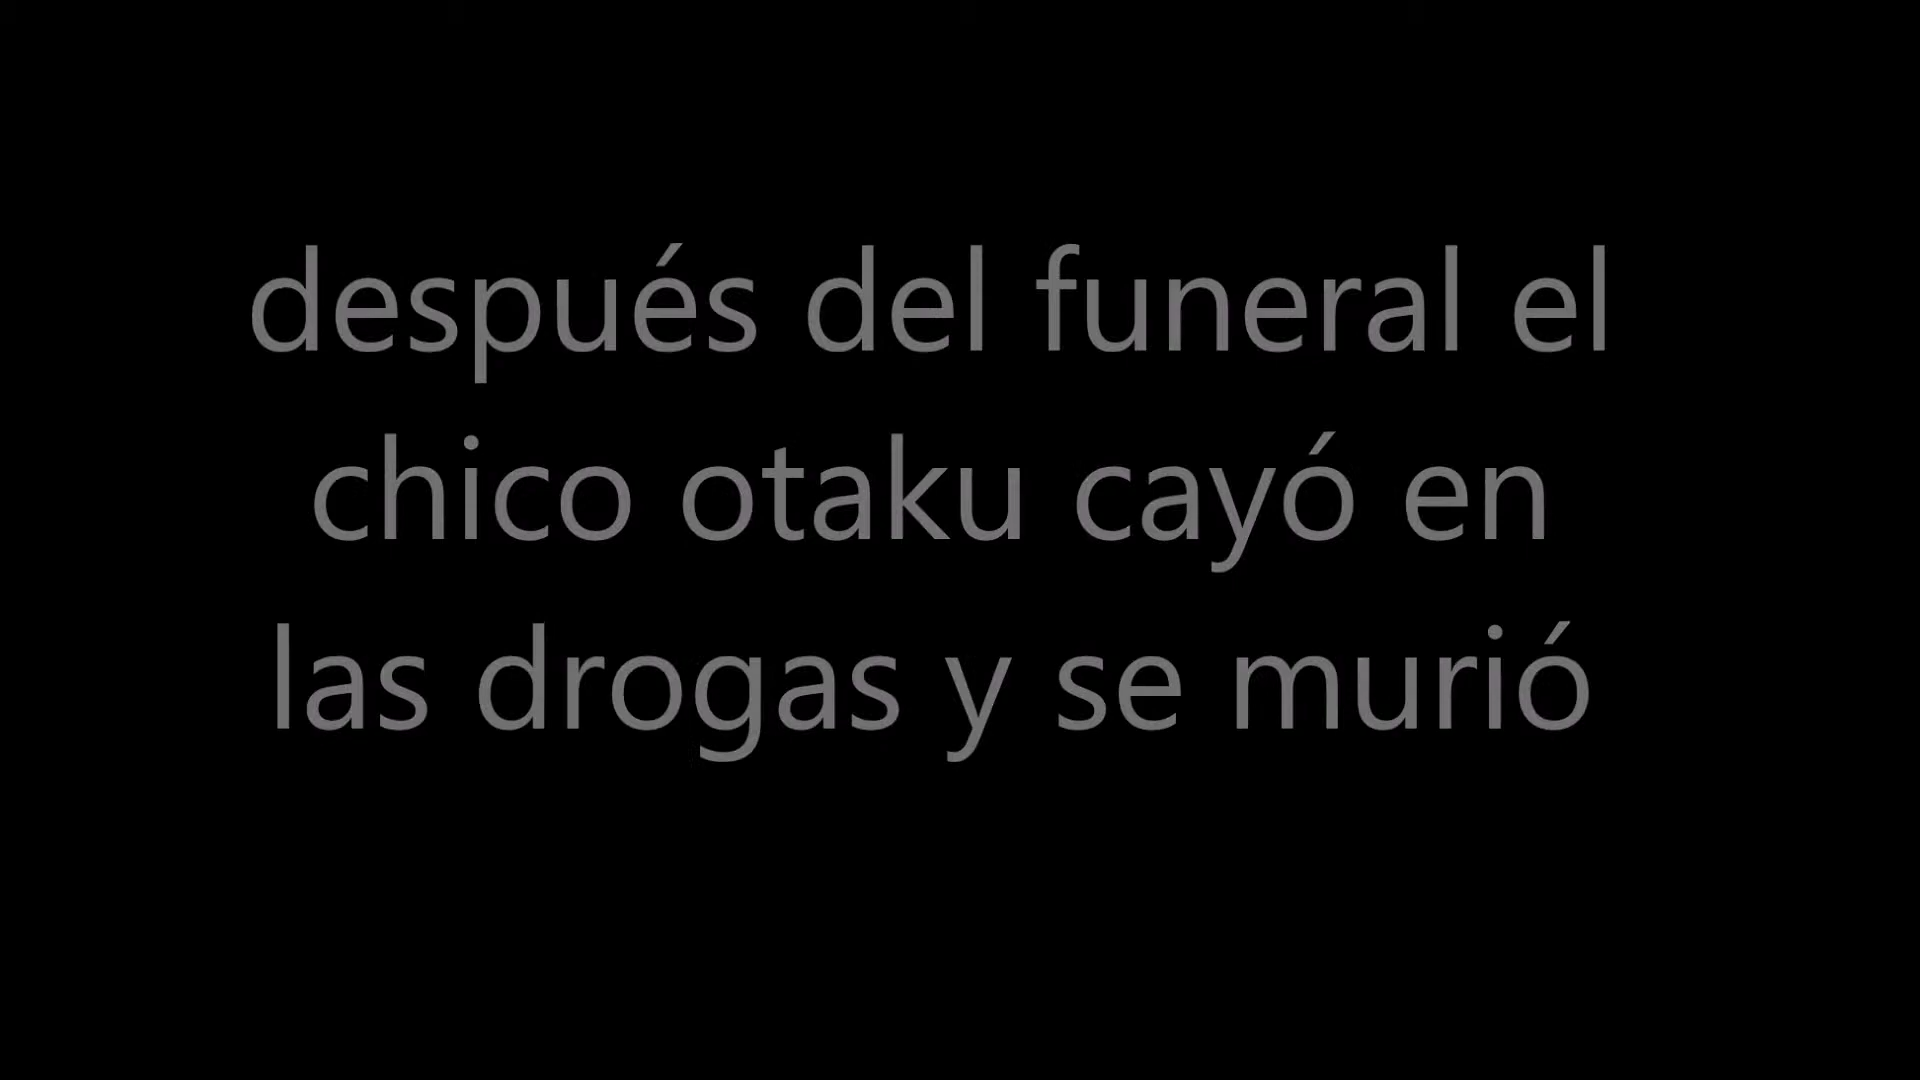 después del funeral el
chico otaku cayó en
las drogas y se murió